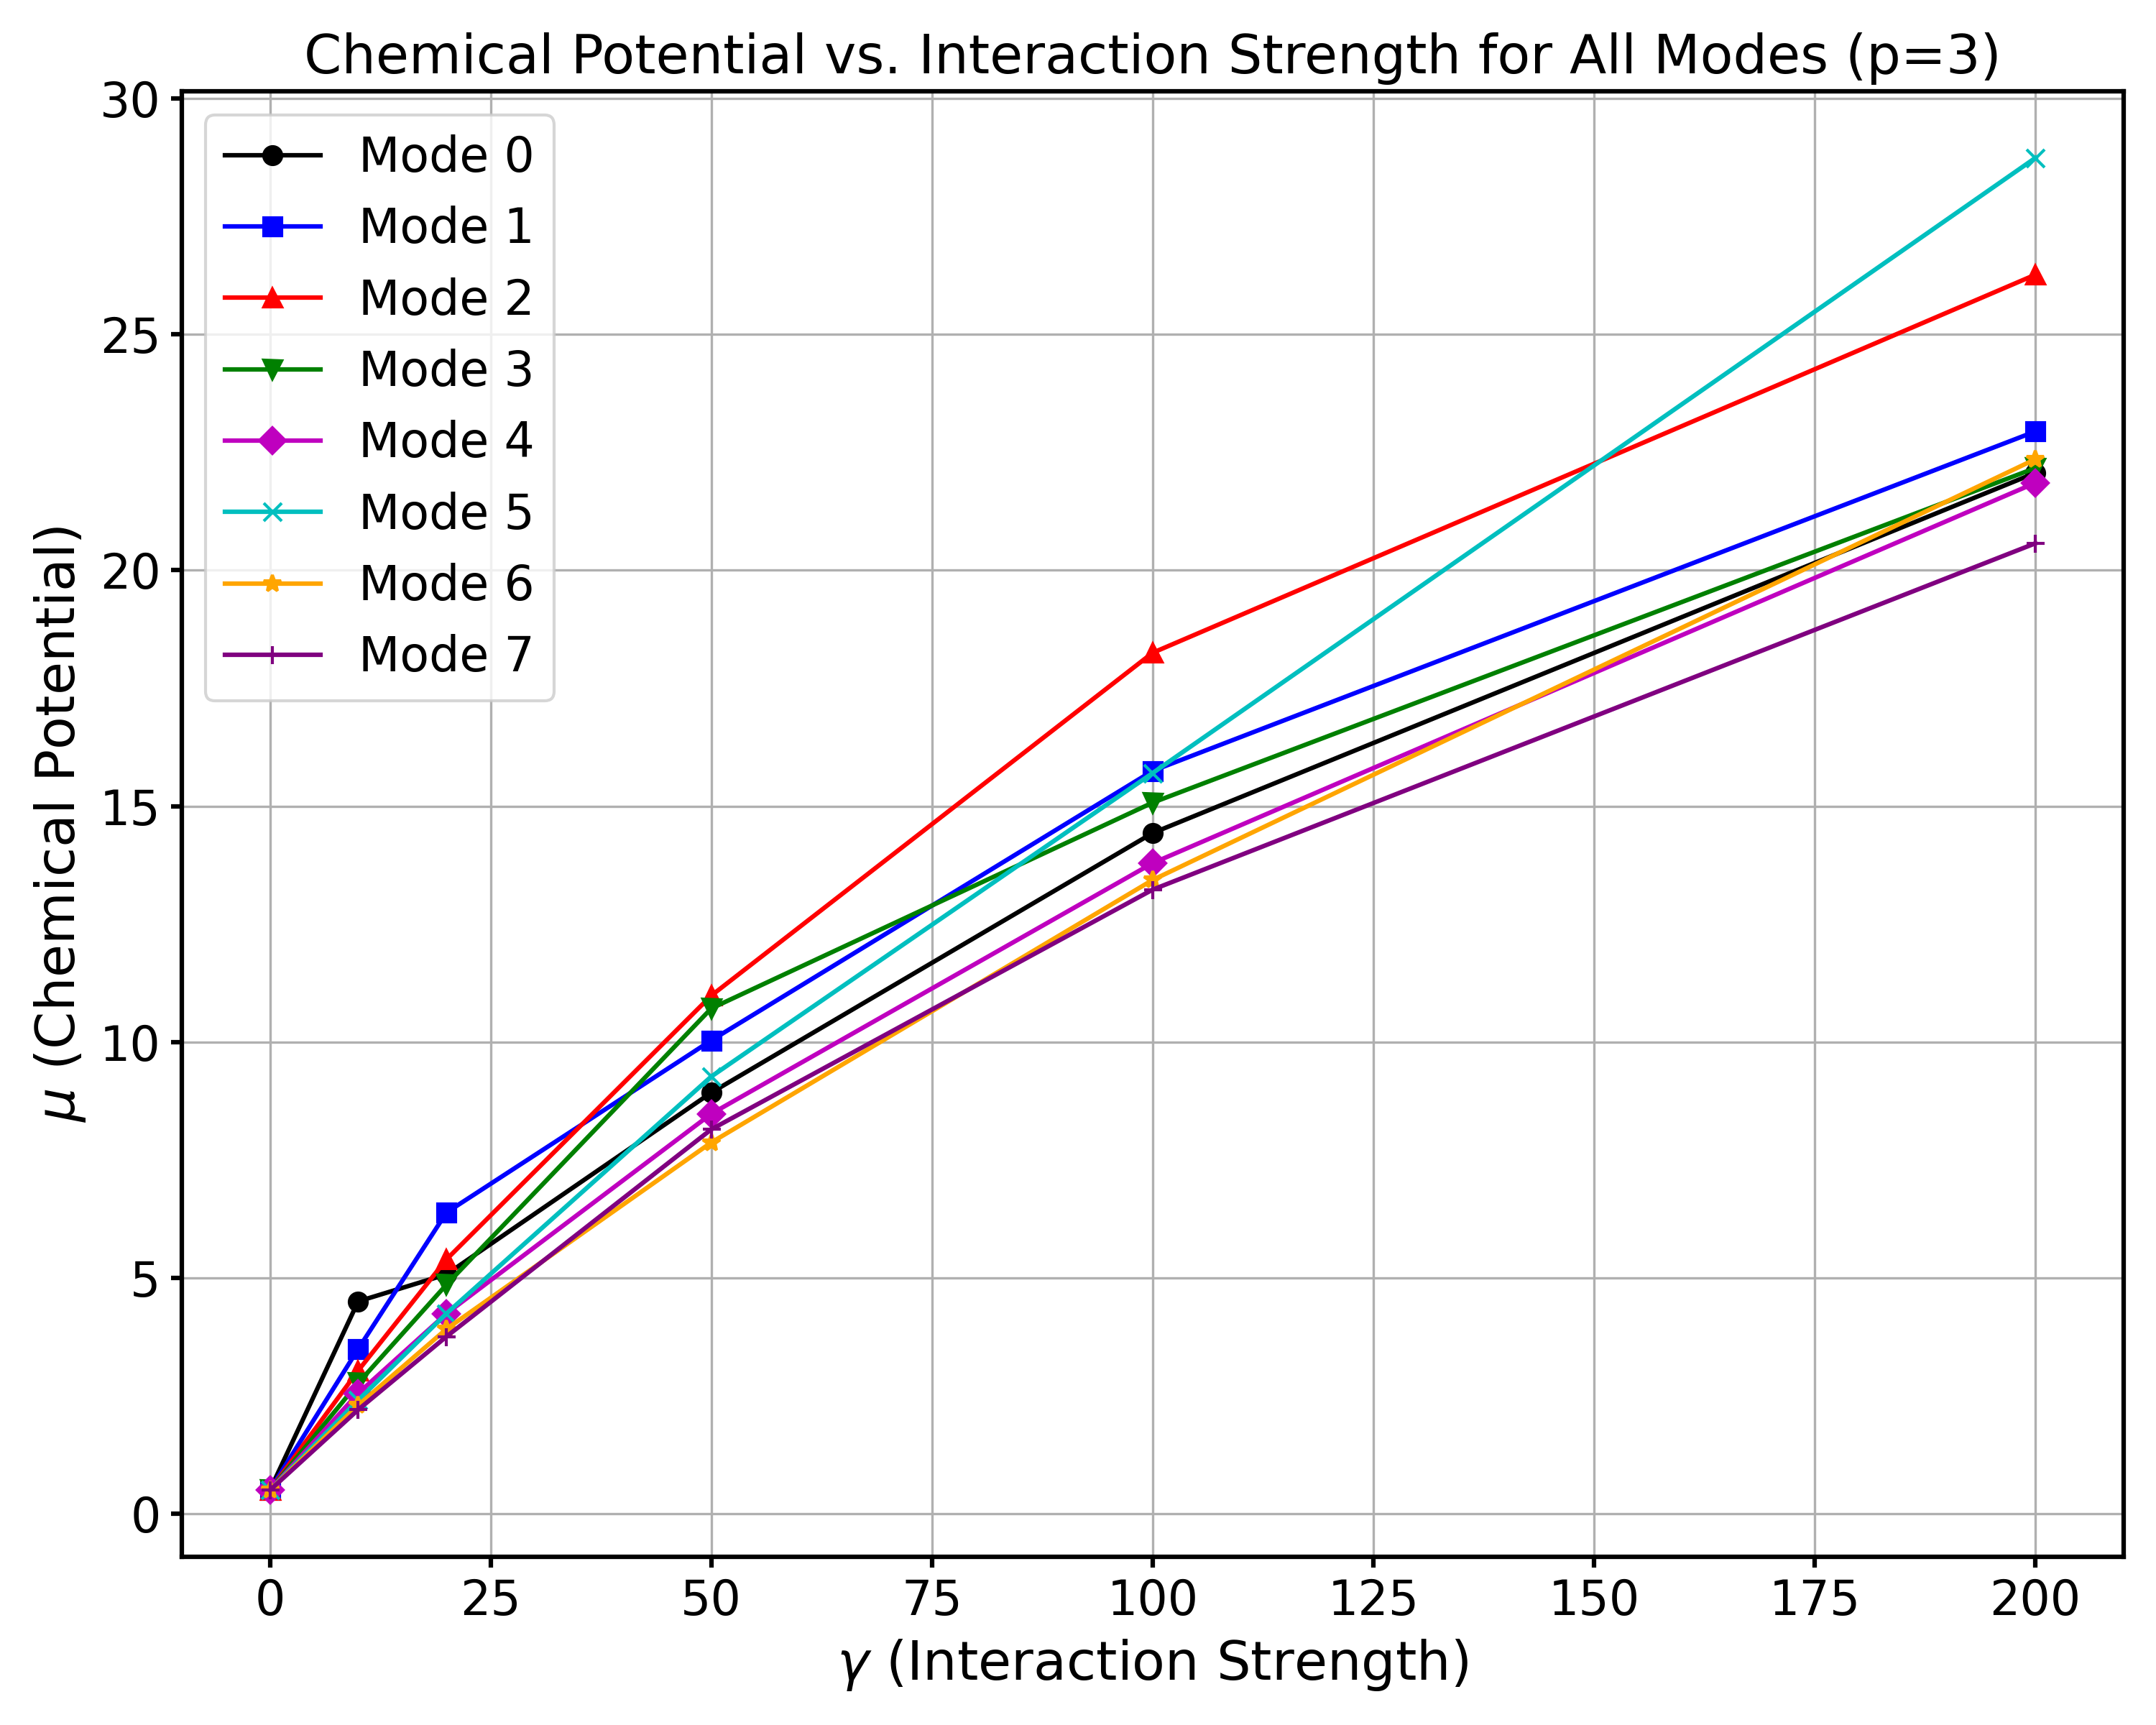 Chemical Potential vs. Interaction Strength for All Modes (p=3)
30
25
20
15
10
5
0
μ (Chemical Potential)
Mode 0
Mode 1
Mode 2
Mode 3
Mode 4
Mode 5
Mode 6
Mode 7
0 25 50 75 100 125 150 175 200
γ (Interaction Strength)